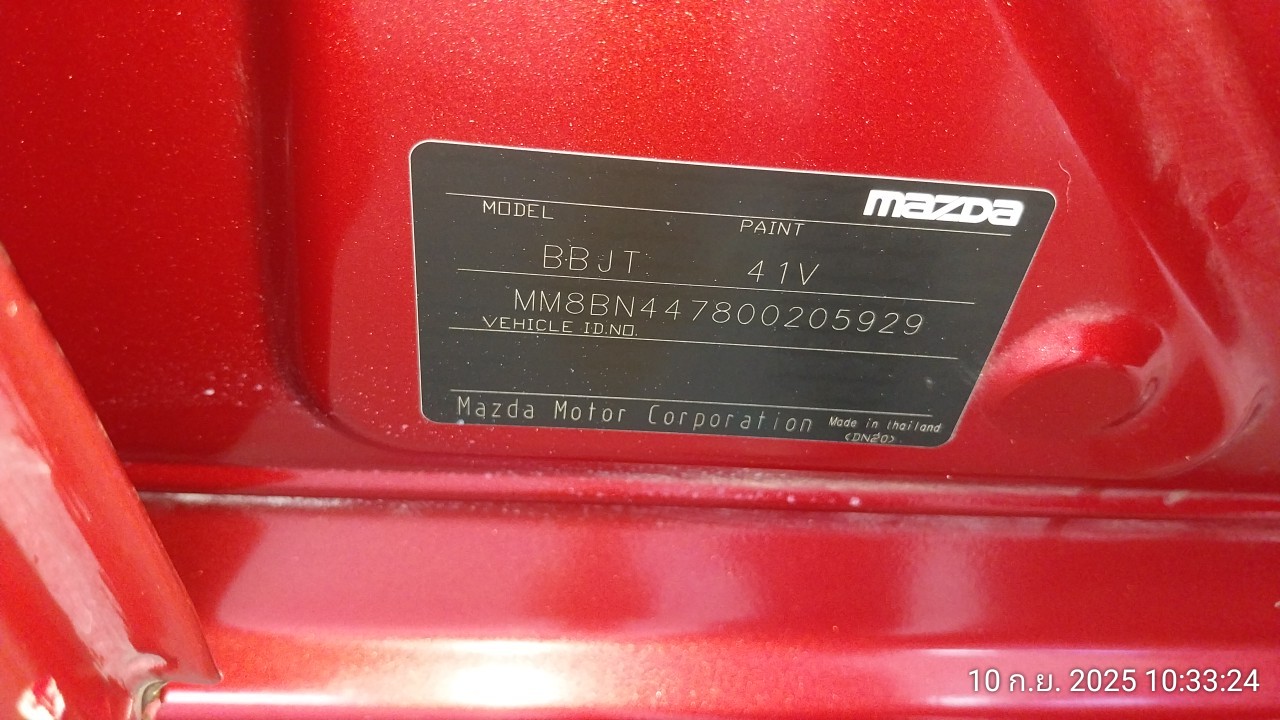 mazda
MODEL PAINT
BBJT 41V
MM8BN447800205929
VEHICLE I.D.NO.
Mazda Motor Corporation Made in thailand
<DN20>
10 ก.ย. 2025 10:33:24